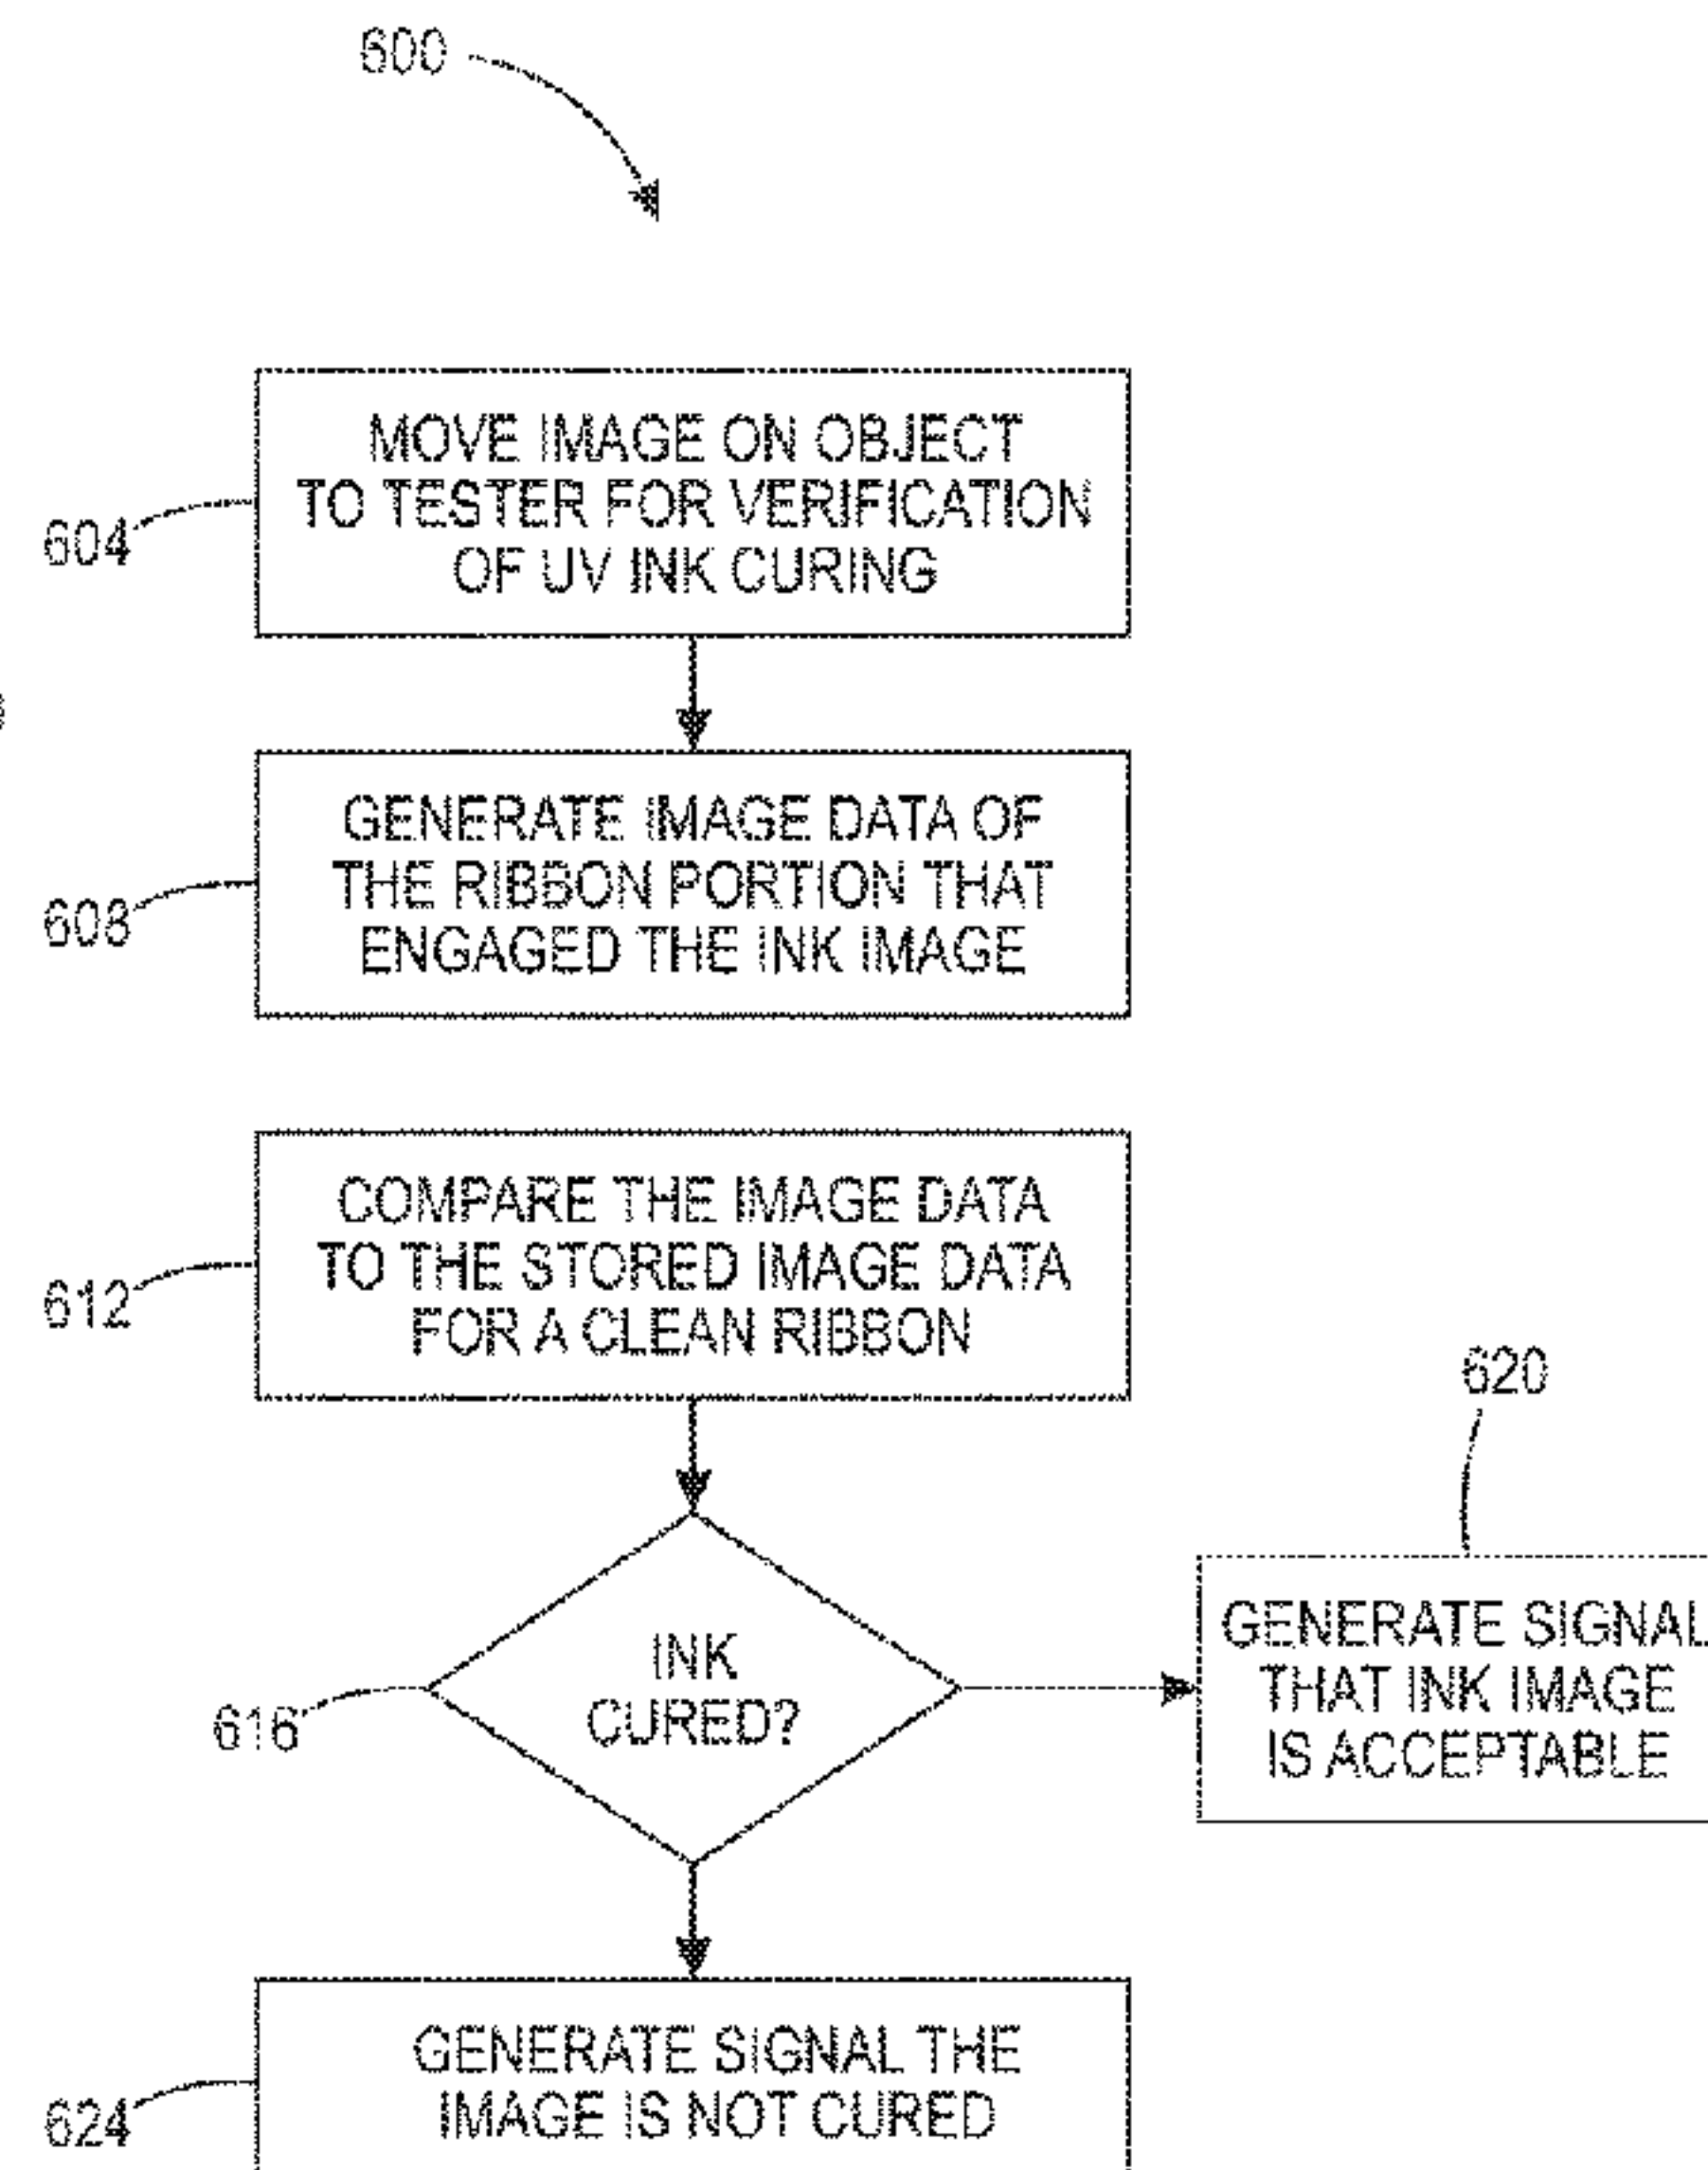 600
MOVE IMAGE ON OBJECT
TO TESTER FOR VERIFICATION
OF UV INK CURING
604
GENERATE IMAGE DATA OF
THE RIBBON PORTION THAT
ENGAGED THE INK IMAGE
608
COMPARE THE IMAGE DATA
TO THE STORED IMAGE DATA
FOR A CLEAN RIBBON
612
620
INK
CURED?
616
GENERATE SIGNAL
THAT INK IMAGE
IS ACCEPTABLE
GENERATE SIGNAL THE
IMAGE IS NOT CURED
624